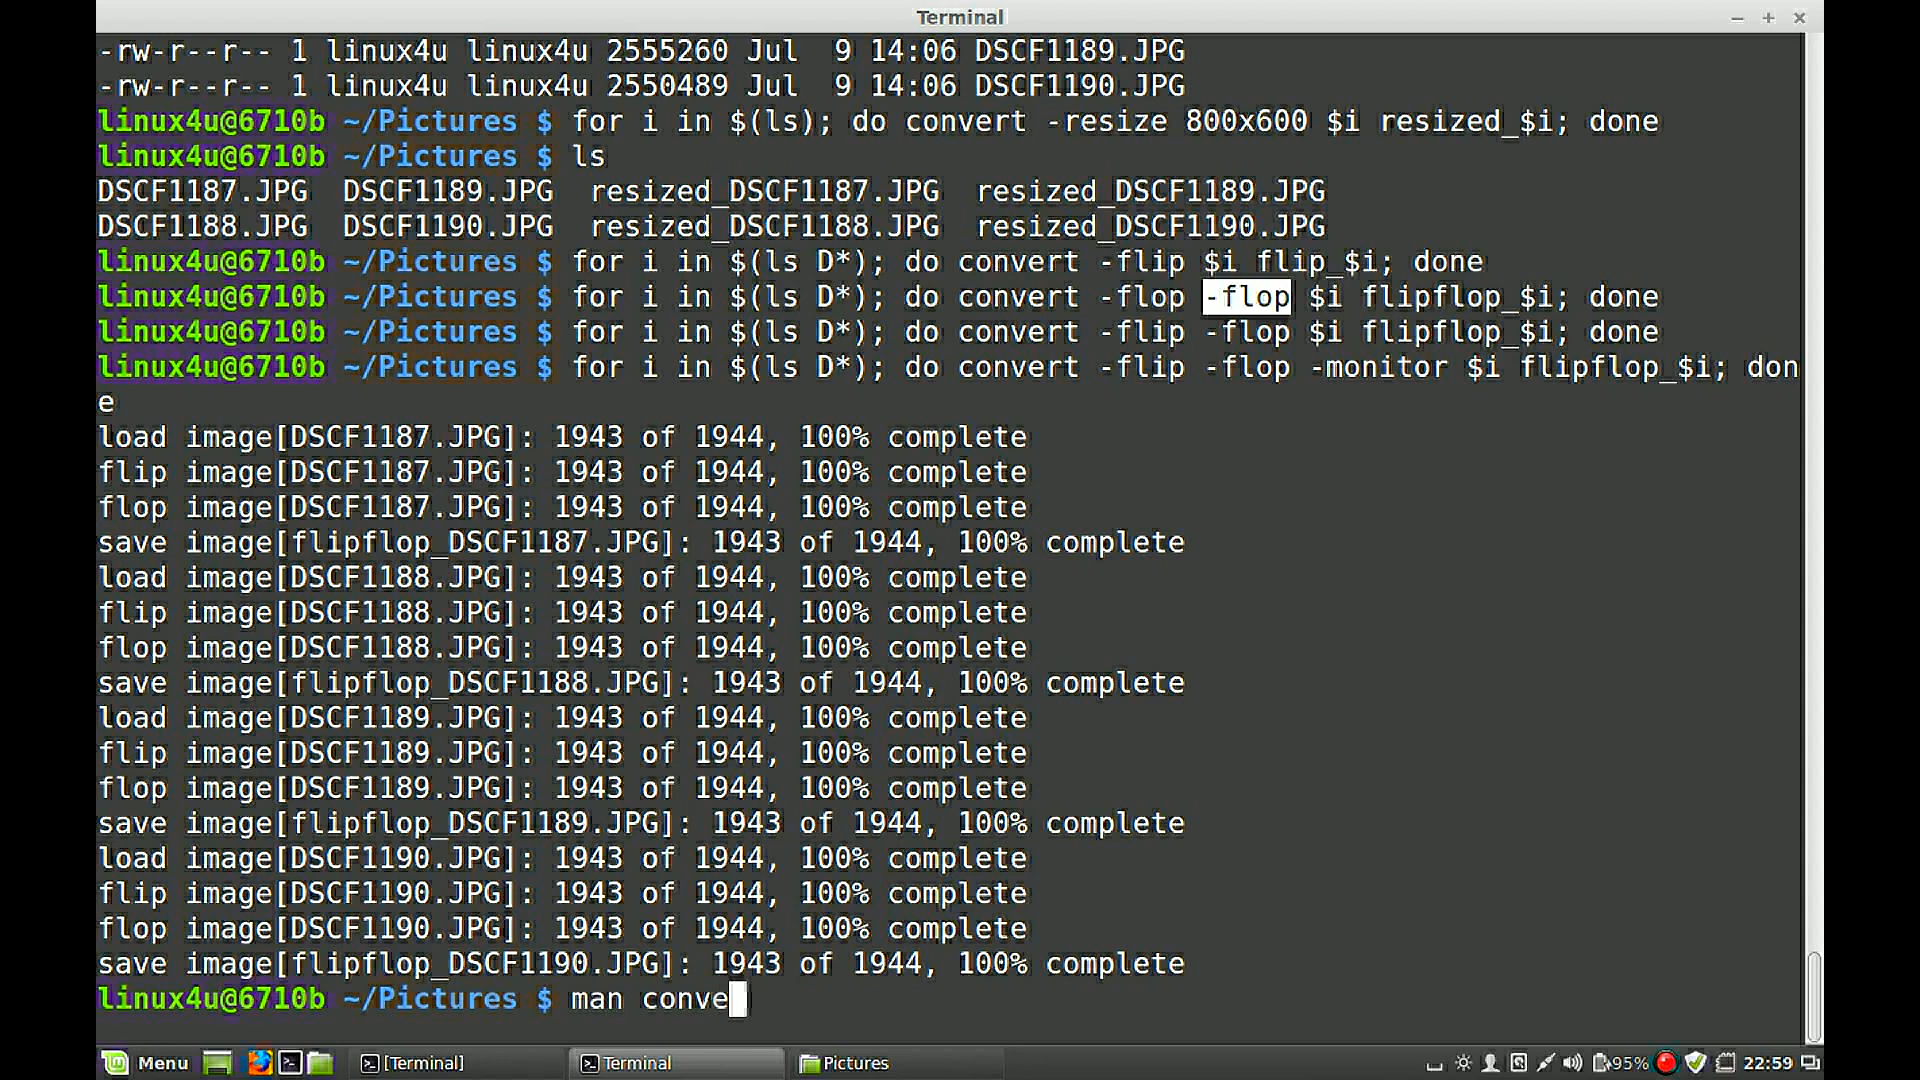 Terminal
-rw-r--r-- 1 linux4u linux4u 2555260 Jul  9 14:06 DSCF1189.JPG
-rw-r--r-- 1 linux4u linux4u 2550489 Jul  9 14:06 DSCF1190.JPG
linux4u@6710b ~/Pictures $ for i in $(ls); do convert -resize 800x600 $i resized_$i; done
linux4u@6710b ~/Pictures $ ls
DSCF1187.JPG  DSCF1189.JPG  resized_DSCF1187.JPG  resized_DSCF1189.JPG
DSCF1188.JPG  DSCF1190.JPG  resized_DSCF1188.JPG  resized_DSCF1190.JPG
linux4u@6710b ~/Pictures $ for i in $(ls D*); do convert -flip $i flip_$i; done
linux4u@6710b ~/Pictures $ for i in $(ls D*); do convert -flop -flop $i flipflop_$i; done
linux4u@6710b ~/Pictures $ for i in $(ls D*); do convert -flip -flop $i flipflop_$i; done
linux4u@6710b ~/Pictures $ for i in $(ls D*); do convert -flip -flop -monitor $i flipflop_$i; don
e
load image[DSCF1187.JPG]: 1943 of 1944, 100% complete
flip image[DSCF1187.JPG]: 1943 of 1944, 100% complete
flop image[DSCF1187.JPG]: 1943 of 1944, 100% complete
save image[flipflop_DSCF1187.JPG]: 1943 of 1944, 100% complete
load image[DSCF1188.JPG]: 1943 of 1944, 100% complete
flip image[DSCF1188.JPG]: 1943 of 1944, 100% complete
flop image[DSCF1188.JPG]: 1943 of 1944, 100% complete
save image[flipflop_DSCF1188.JPG]: 1943 of 1944, 100% complete
load image[DSCF1189.JPG]: 1943 of 1944, 100% complete
flip image[DSCF1189.JPG]: 1943 of 1944, 100% complete
flop image[DSCF1189.JPG]: 1943 of 1944, 100% complete
save image[flipflop_DSCF1189.JPG]: 1943 of 1944, 100% complete
load image[DSCF1190.JPG]: 1943 of 1944, 100% complete
flip image[DSCF1190.JPG]: 1943 of 1944, 100% complete
flop image[DSCF1190.JPG]: 1943 of 1944, 100% complete
save image[flipflop_DSCF1190.JPG]: 1943 of 1944, 100% complete
linux4u@6710b ~/Pictures $ man conve
Menu [Terminal] Terminal Pictures 95% 22:59